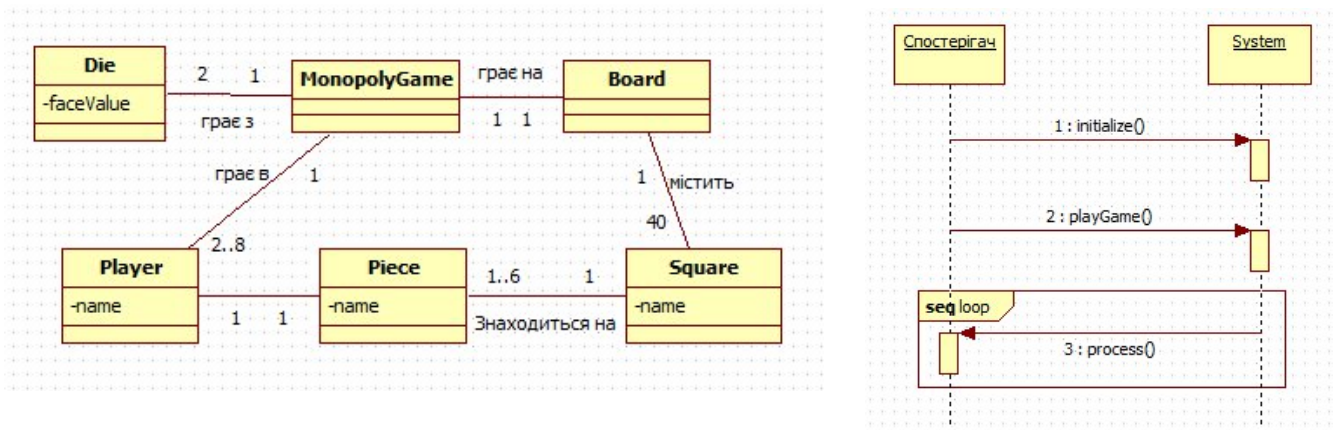 Die
-faceValue
2 1
грає з
MonopolyGame
грає на
1 1
Board
грає в
1
2..8
1
містить
40
Player
-name
1 1
Piece
-name
1..6 1
Знаходиться на
Square
-name
Спостерігач
System
1 : initialize()
2 : playGame()
seq loop
3 : process()